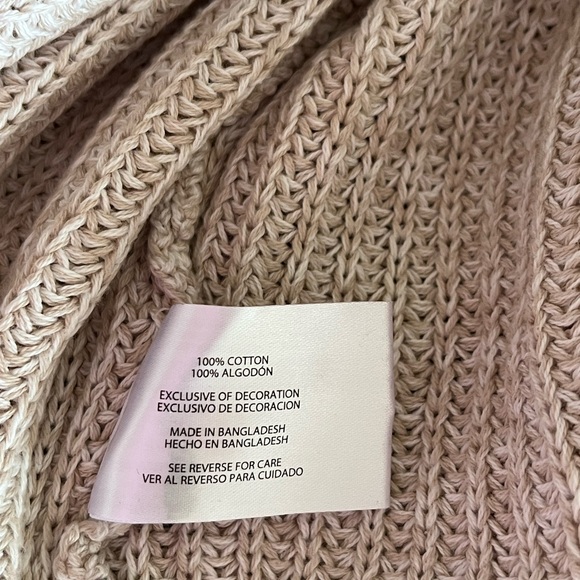 100% COTTON
100% ALGODÓN
EXCLUSIVE OF DECORATION
EXCLUSIVO DE DECORACION
MADE IN BANGLADESH
HECHO EN BANGLADESH
SEE REVERSE FOR CARE
VER AL REVERSO PARA CUIDADO